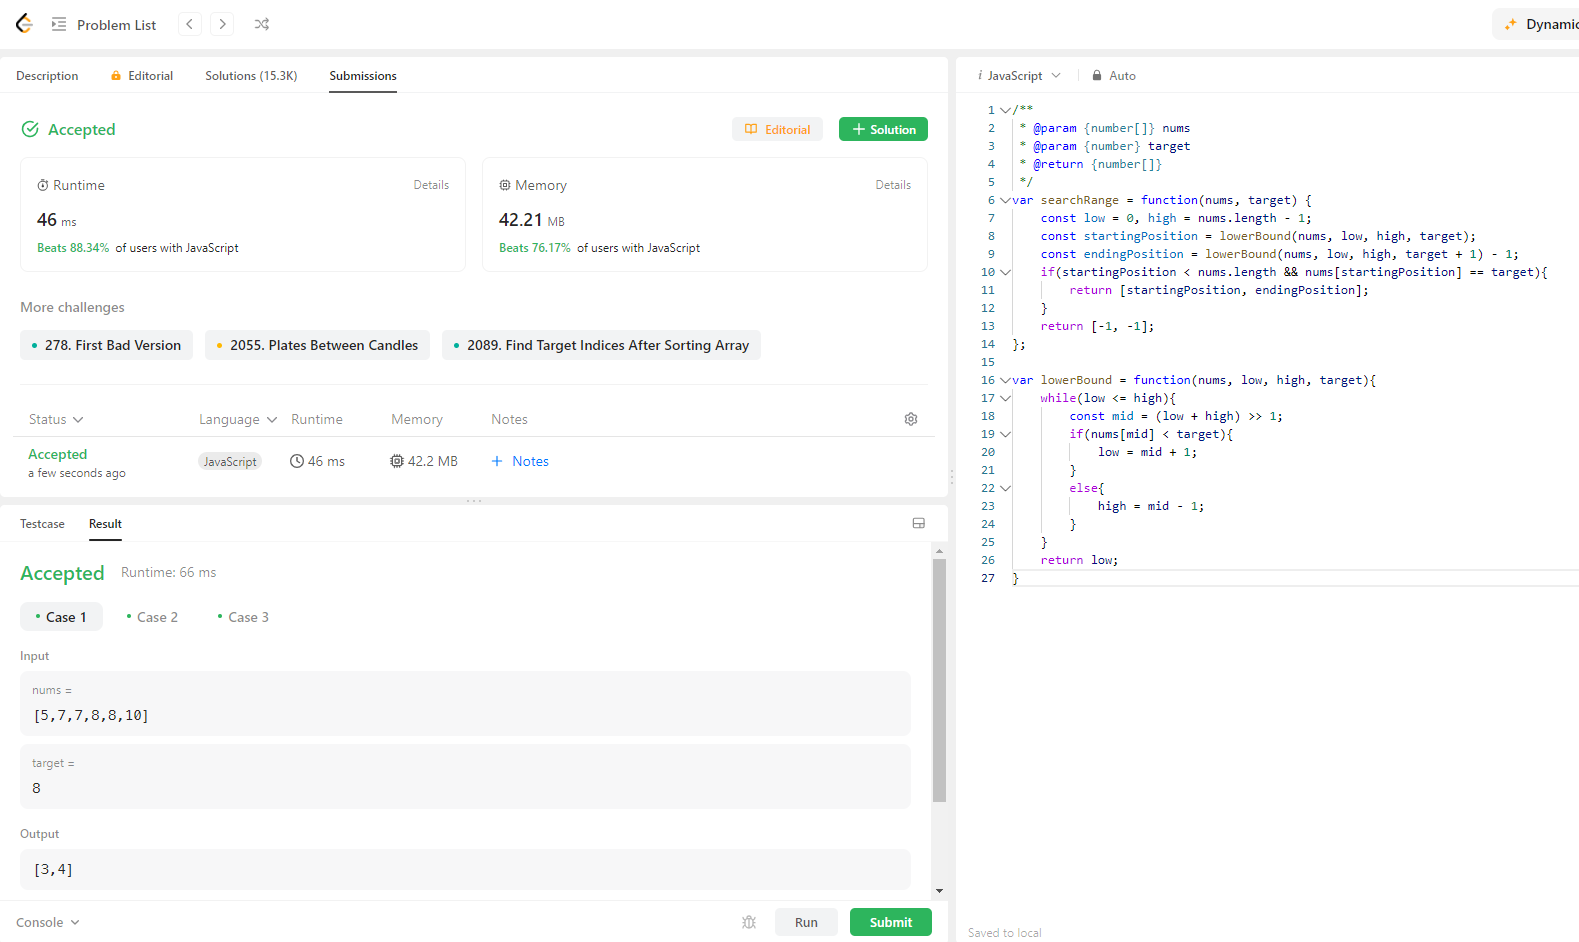 Problem List
Dynamic
Description
Editorial
Solutions (15.3K)
Submissions
Accepted
Editorial
Solution
Runtime
Details
46 ms
Beats 88.34% of users with JavaScript
Memory
Details
42.21 MB
Beats 76.17% of users with JavaScript
More challenges
278. First Bad Version
2055. Plates Between Candles
2089. Find Target Indices After Sorting Array
Status Language Runtime Memory Notes
Accepted
a few seconds ago
JavaScript
46 ms
42.2 MB
+ Notes
Testcase
Result
Accepted
Runtime: 66 ms
Case 1
Case 2
Case 3
Input
nums =
[5,7,7,8,8,10]
target =
8
Output
[3,4]
Console
Run
Submit
i JavaScript
Auto
1 /**
2  * @param {number[]} nums
3  * @param {number} target
4  * @return {number[]}
5  */
6 var searchRange = function(nums, target) {
7     const low = 0, high = nums.length - 1;
8     const startingPosition = lowerBound(nums, low, high, target);
9     const endingPosition = lowerBound(nums, low, high, target + 1) - 1;
10     if(startingPosition < nums.length && nums[startingPosition] == target){
11         return [startingPosition, endingPosition];
12     }
13     return [-1, -1];
14 };
15
16 var lowerBound = function(nums, low, high, target){
17     while(low <= high){
18         const mid = (low + high) >> 1;
19         if(nums[mid] < target){
20             low = mid + 1;
21         }
22         else{
23             high = mid - 1;
24         }
25     }
26     return low;
27 }
Saved to local